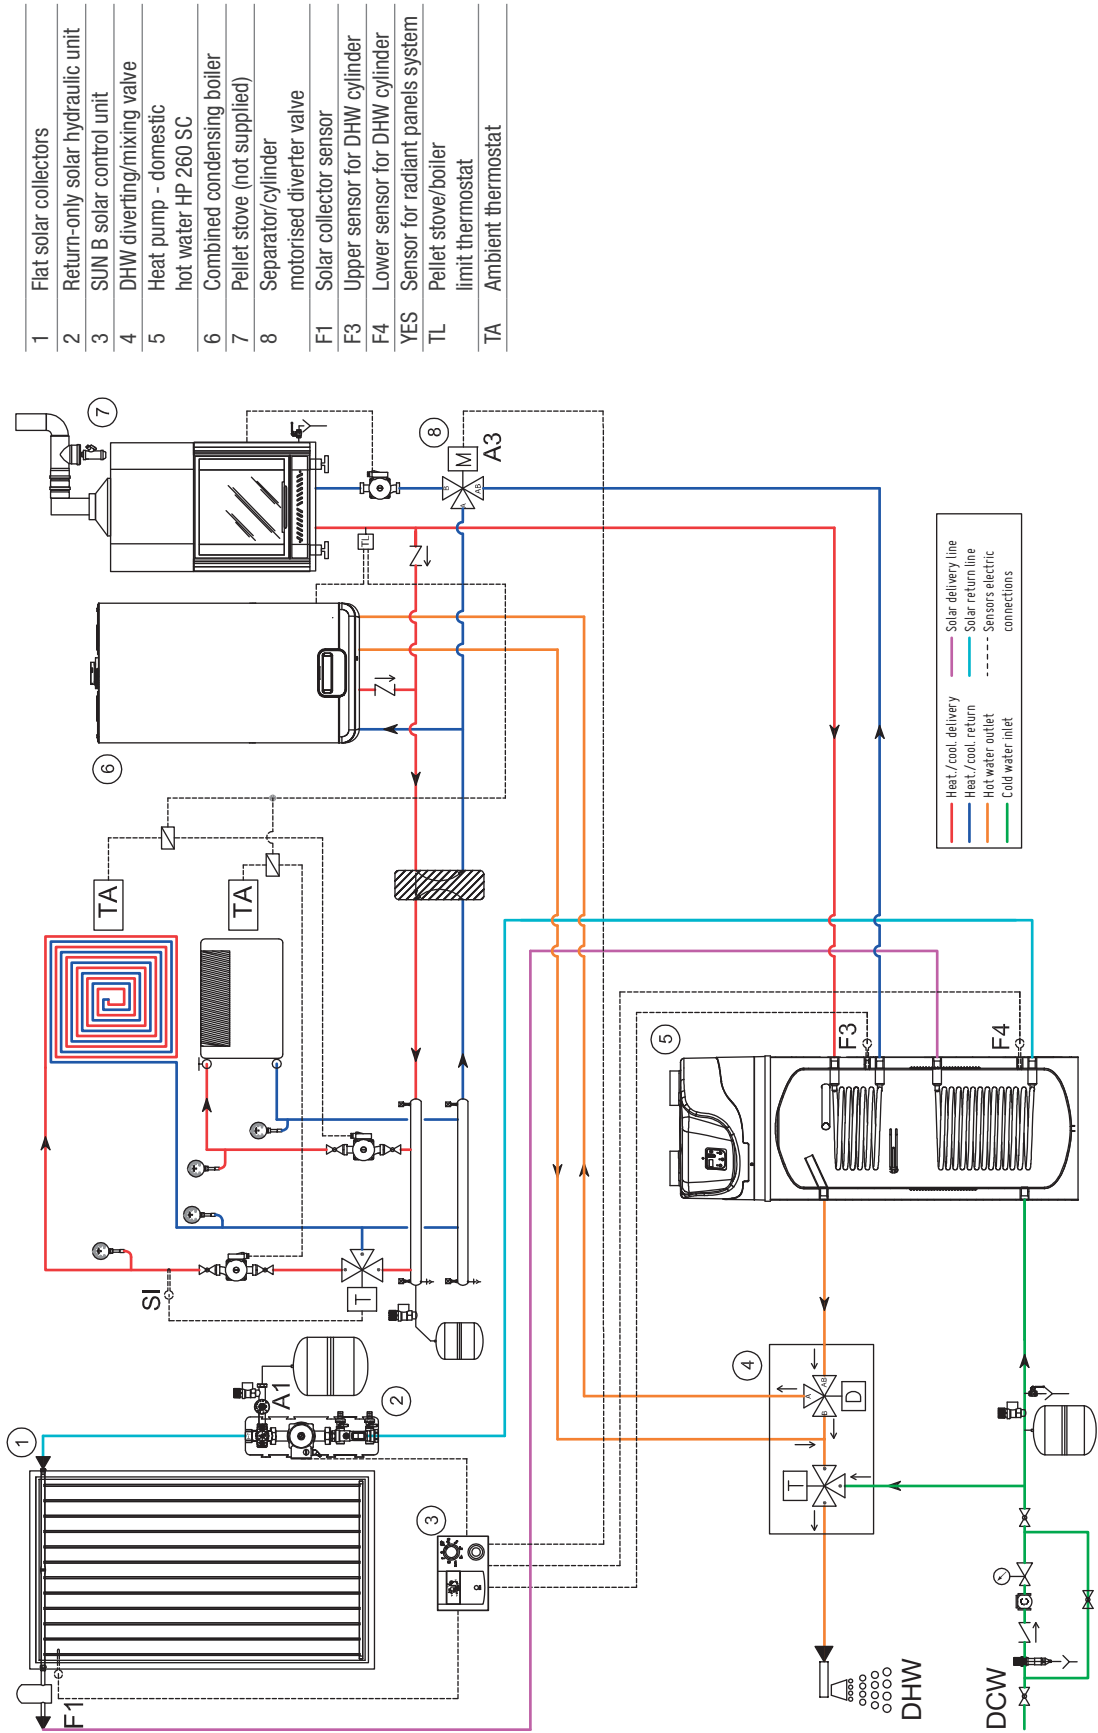 1 Flat solar collectors
2 Return-only solar hydraulic unit
3 SUN B solar control unit
4 DHW diverting/mixing valve
5 Heat pump - domestic
hot water HP 260 SC
6 Combined condensing boiler
7 Pellet stove (not supplied)
8 Separator/cylinder
motorised diverter valve
F1 Solar collector sensor
F3 Upper sensor for DHW cylinder
F4 Lower sensor for DHW cylinder
YES Sensor for radiant panels system
TL Pellet stove/boiler
limit thermostat
TA Ambient thermostat
1
F1
2
A1
3
SI
T
TA
TA
6
7
TL
8
M
A3
A
B
AB
4
A
B
AB
D
T
5
F3
F4
C
DHW
DCW
Heat./cool. delivery
Heat./cool. return
Hot water outlet
Cold water inlet
Solar delivery line
Solar return line
Sensors electric
connections